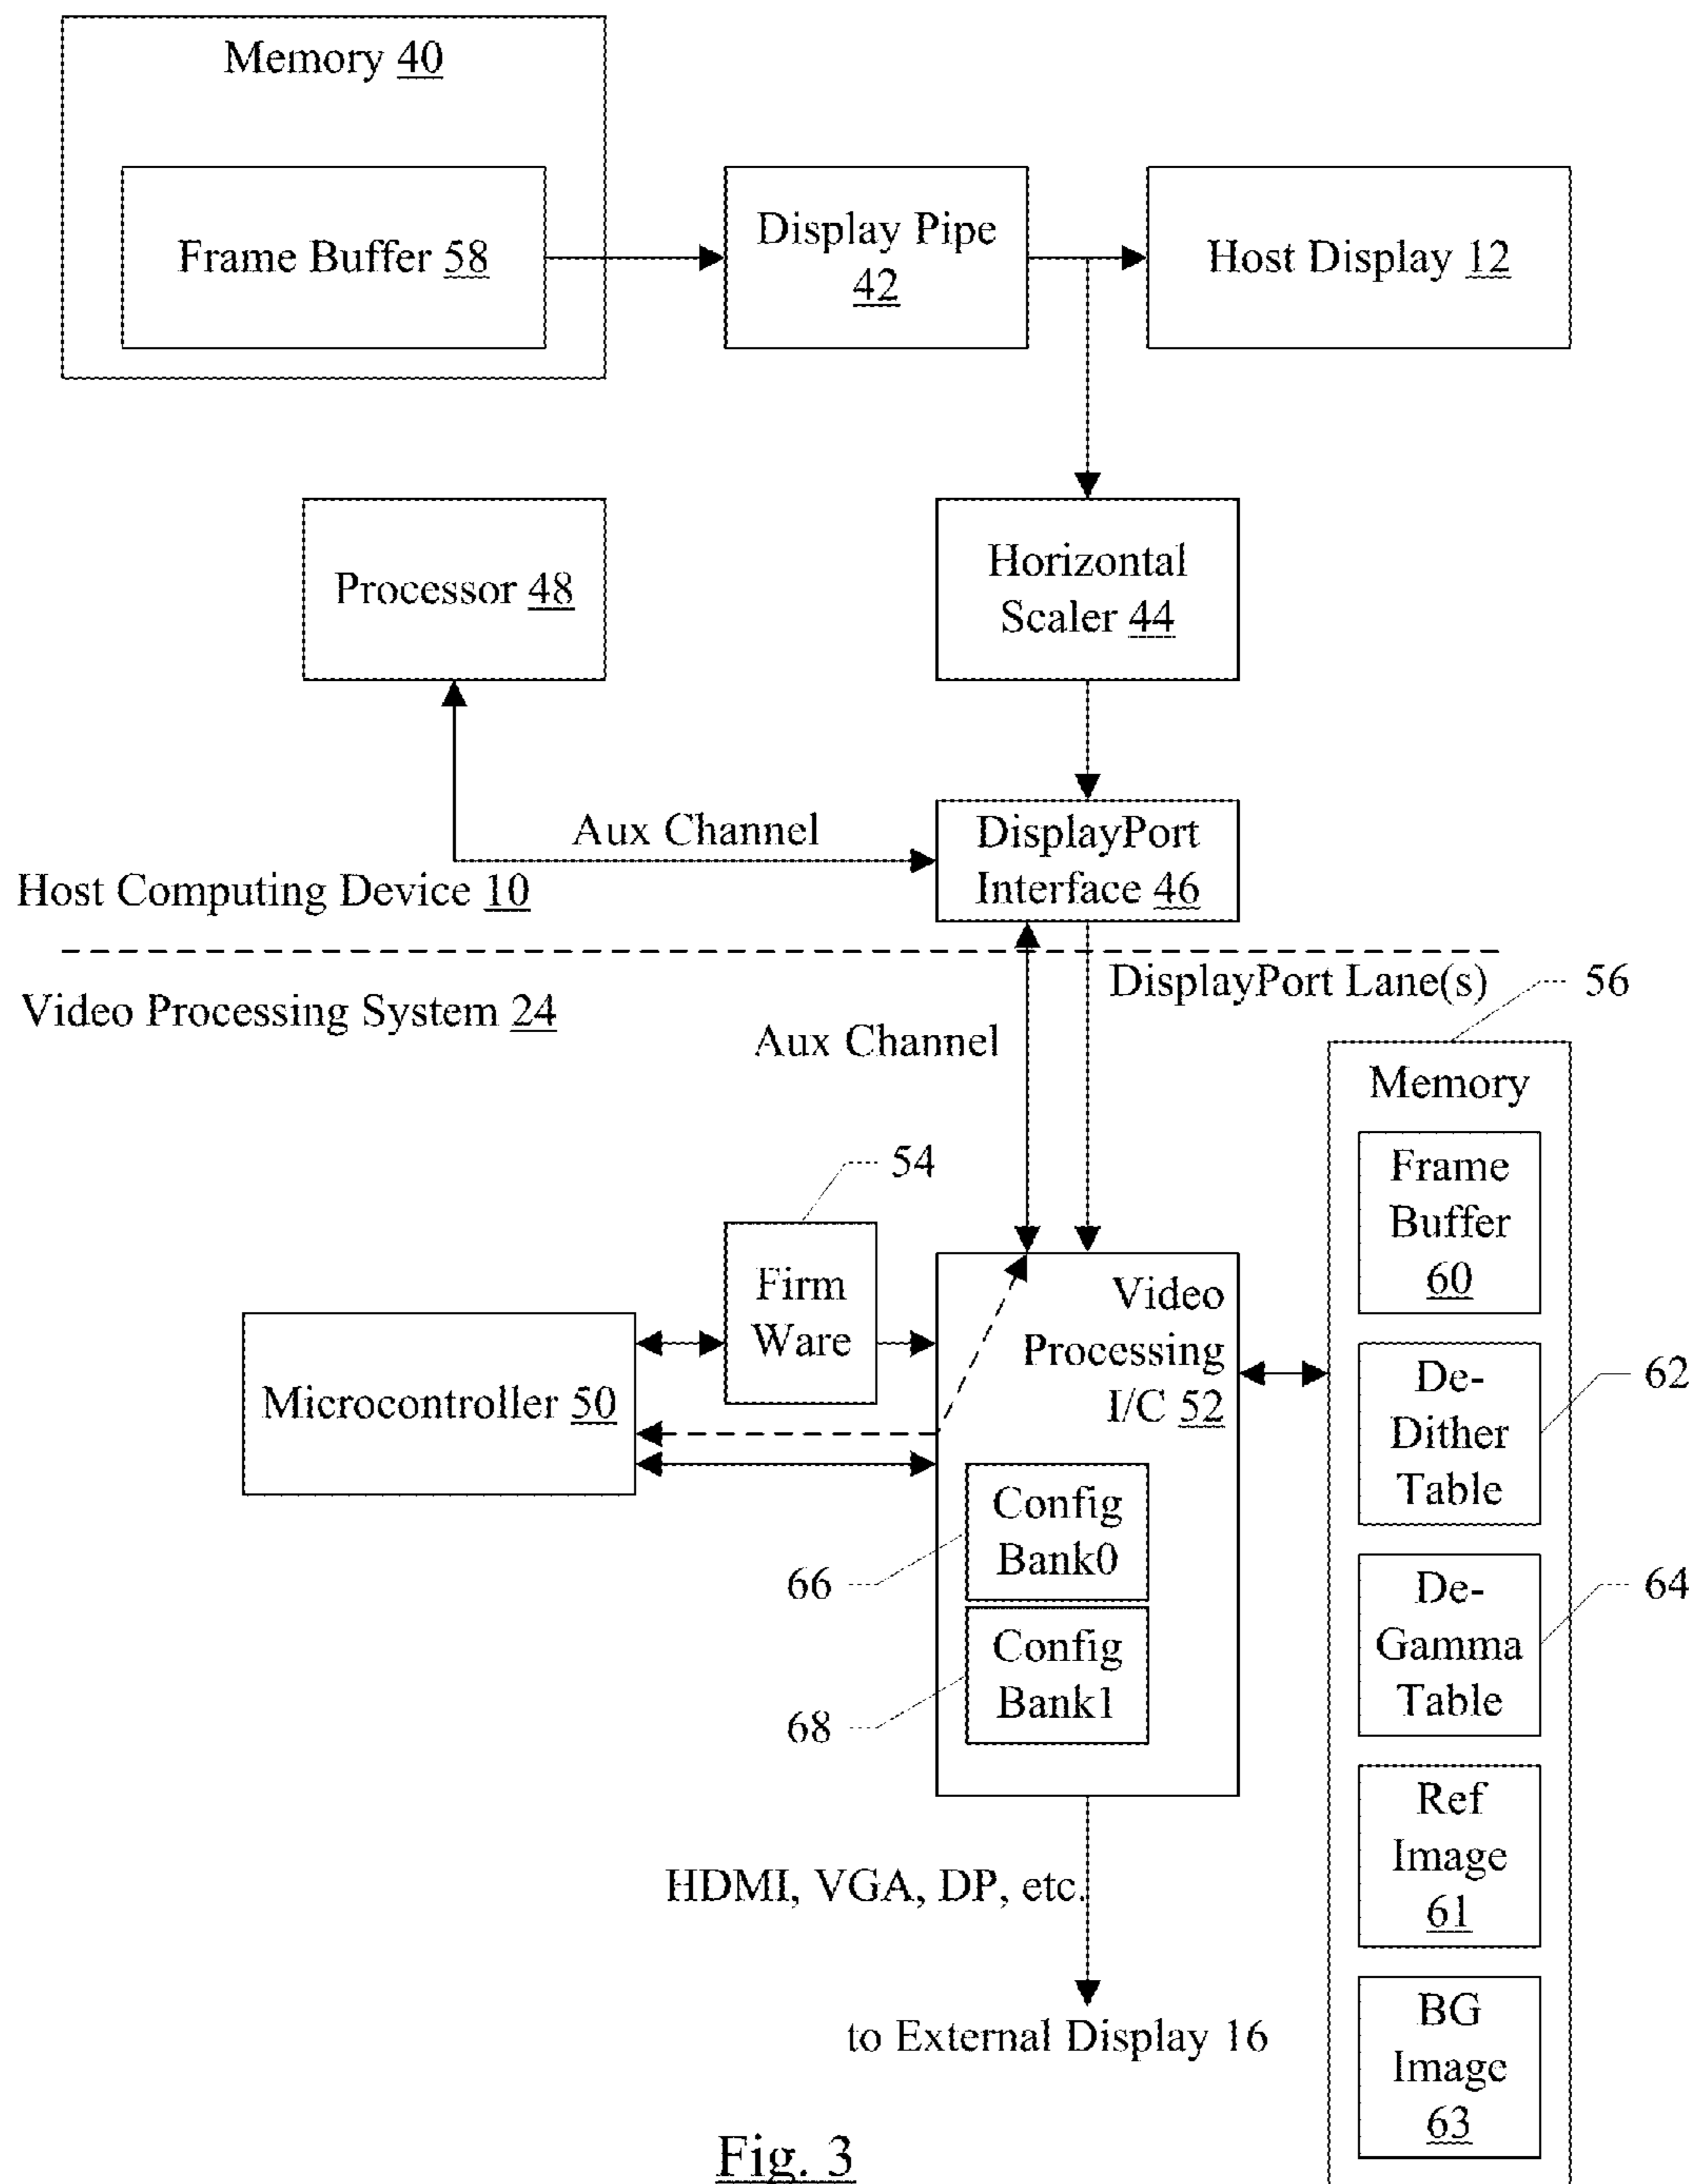 Memory 40
Frame Buffer 58
Display Pipe
42
Host Display 12
Processor 48
Horizontal
Scaler 44
Aux Channel
DisplayPort
Interface 46
Host Computing Device 10
Video Processing System 24
DisplayPort Lane(s)
56
Aux Channel
Memory
Frame
Buffer
60
54
Firm
Ware
Microcontroller 50
Video
Processing
I/C 52
De-
Dither
Table
62
Config
Bank0
66
De-
Gamma
Table
64
Config
Bank1
68
Ref
Image
61
HDMI, VGA, DP, etc.
BG
Image
63
to External Display 16
Fig. 3